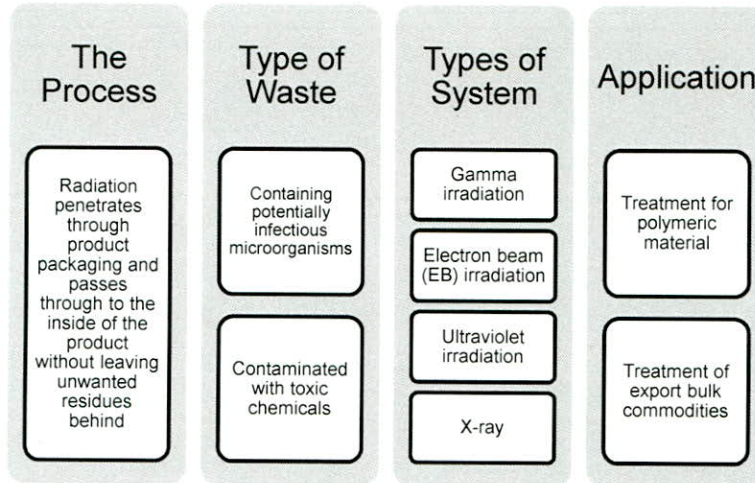 The
Process
Radiation
penetrates
through
product
packaging and
passes
through to the
inside of the
product
without leaving
unwanted
residues
behind
Type of
Waste
Containing
potentially
infectious
microorganisms
Contaminated
with toxic
chemicals
Types of
System
Gamma
irradiation
Electron beam
(EB) irradiation
Ultraviolet
irradiation
X-ray
Application
Treatment for
polymeric
material
Treatment of
export bulk
commodities